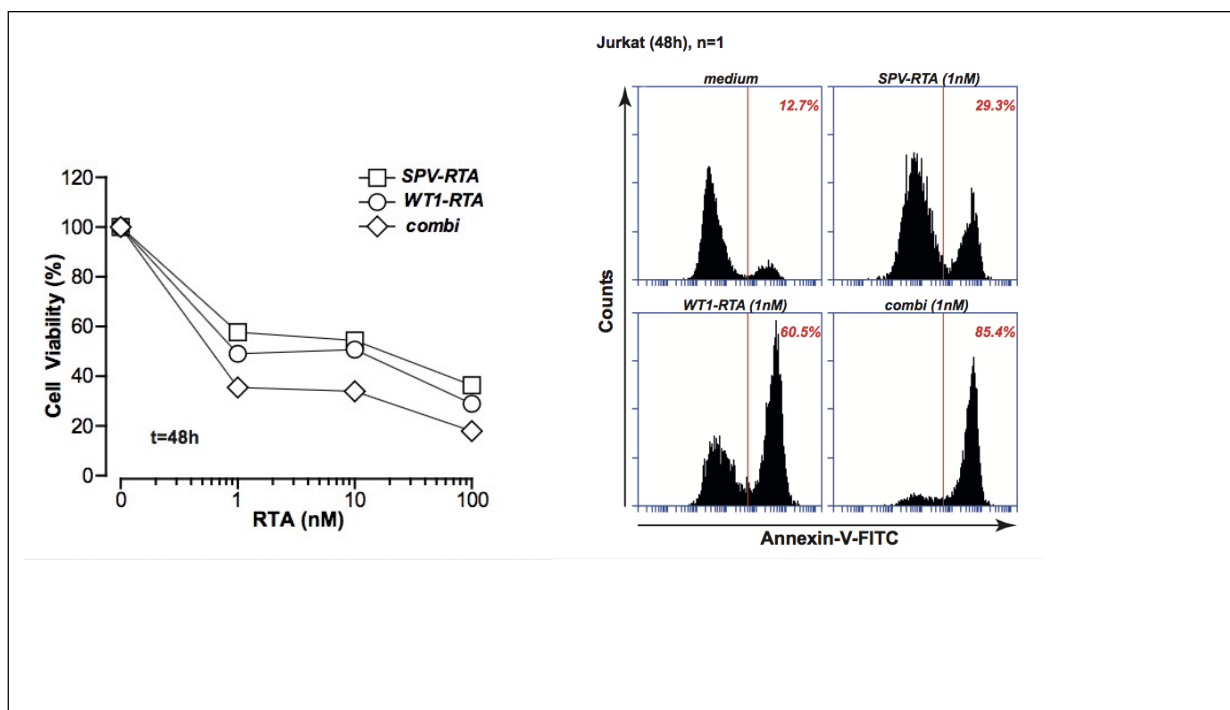 Jurkat (48h), n=1
medium
12.7%
SPV-RTA (1nM)
29.3%
WT1-RTA (1nM)
60.5%
combi (1nM)
85.4%
Counts
Annexin-V-FITC
SPV-RTA
WT1-RTA
combi
Cell Viability (%)
120
100
80
60
40
20
0
t=48h
0 1 10 100
RTA (nM)